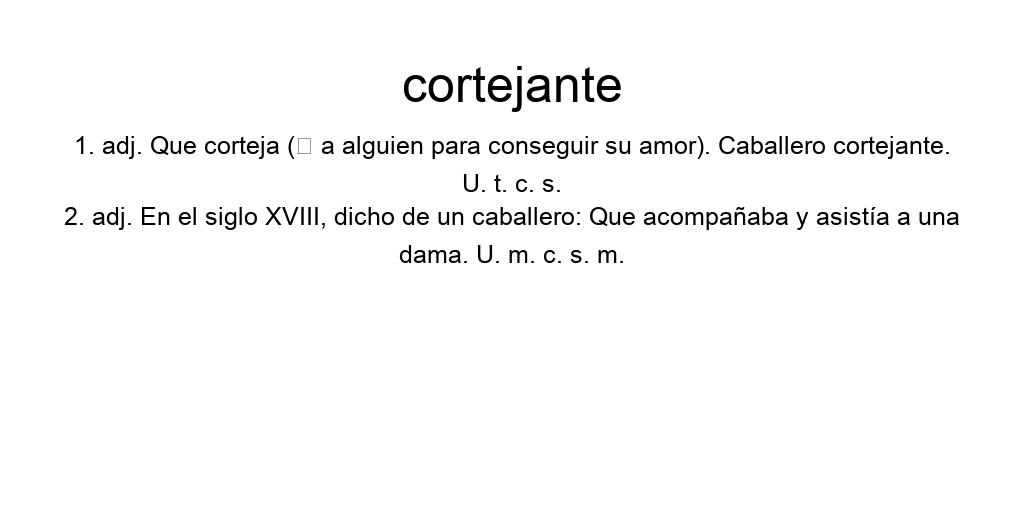 cortejante
1. adj. Que corteja (□ a alguien para conseguir su amor). Caballero cortejante.
U. t. c. s.
2. adj. En el siglo XVIII, dicho de un caballero: Que acompañaba y asistía a una
dama. U. m. c. s. m.